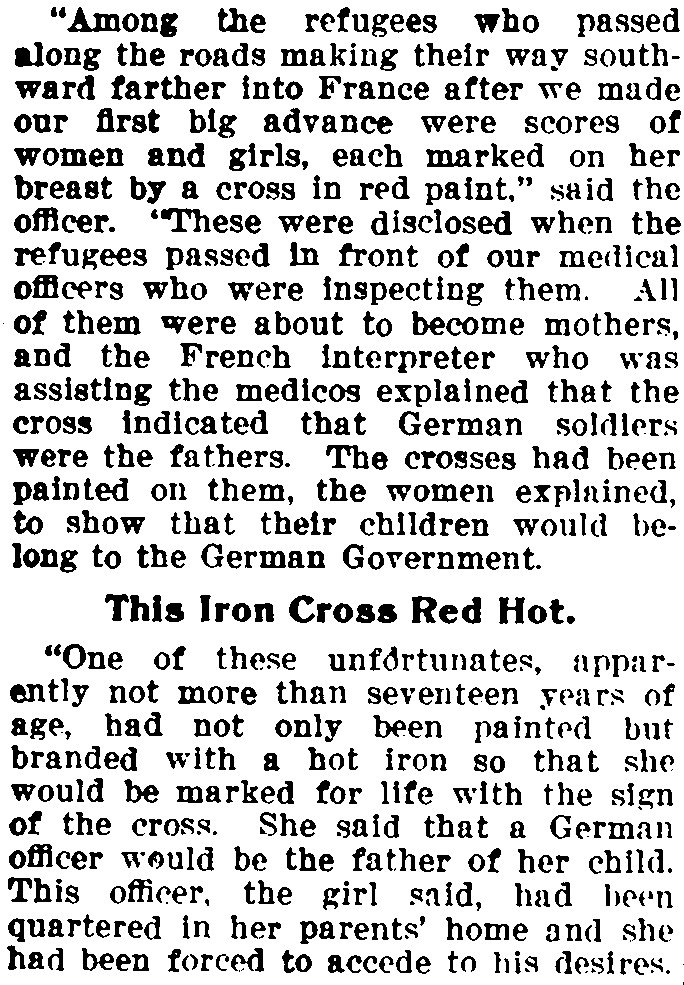 "Among the refugees who passed
along the roads making their way south-
ward farther into France after we made
our first big advance were scores of
women and girls, each marked on her
breast by a cross in red paint," said the
officer. "These were disclosed when the
refugees passed in front of our medical
officers who were inspecting them. All
of them were about to become mothers,
and the French interpreter who was
assisting the medicos explained that the
cross indicated that German soldiers
were the fathers. The crosses had been
painted on them, the women explained,
to show that their children would be-
long to the German Government.
This Iron Cross Red Hot.
"One of these unfortunates, appar-
ently not more than seventeen years of
age, had not only been painted but
branded with a hot iron so that she
would be marked for life with the sign
of the cross. She said that a German
officer would be the father of her child.
This officer, the girl said, had been
quartered in her parents' home and she
had been forced to accede to his desires.